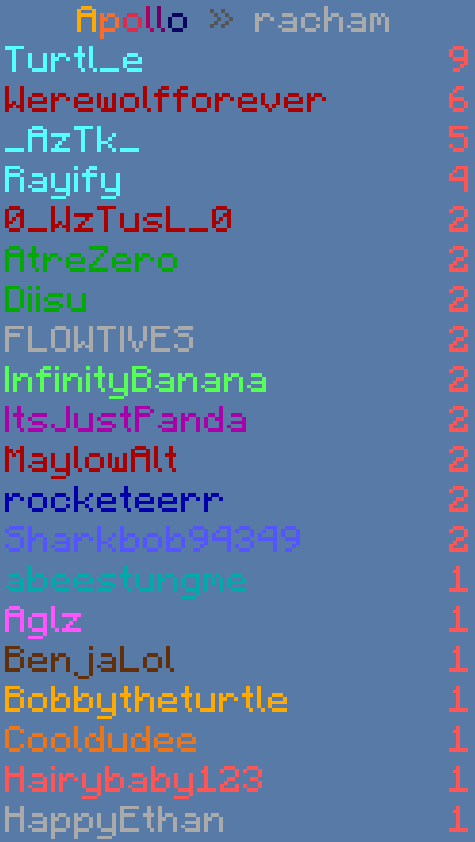 Apollo » racham
Turtl_e 9
Werewolfforever 6
_AzTk_ 5
Rayify 4
0_WzTusL_0 2
AtreZero 2
Diisu 2
FLOWTIVES 2
InfinityBanana 2
ItsJustPanda 2
MaylowAlt 2
rocketeerr 2
Sharkbob94349 2
abeestungme 1
Aglz 1
BenjaLol 1
Bobbytheturtle 1
Cooldudee 1
Hairybaby123 1
HappyEthan 1